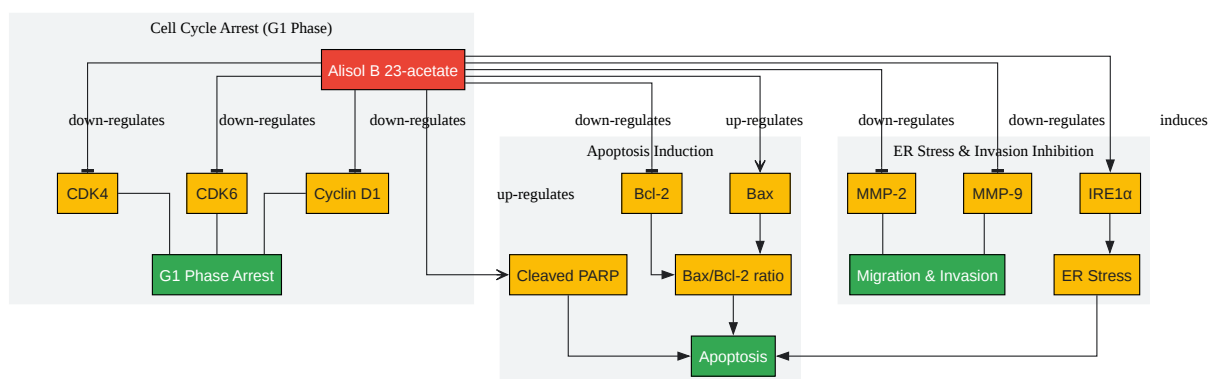 Cell Cycle Arrest (G1 Phase)
Alisol B 23-acetate
down-regulates
down-regulates
down-regulates
down-regulates
up-regulates
down-regulates
down-regulates
induces
Apoptosis Induction
ER Stress & Invasion Inhibition
CDK4
CDK6
Cyclin D1
up-regulates
Bcl-2
Bax
MMP-2
MMP-9
IRE1α
G1 Phase Arrest
Cleaved PARP
Bax/Bcl-2 ratio
Migration & Invasion
ER Stress
Apoptosis